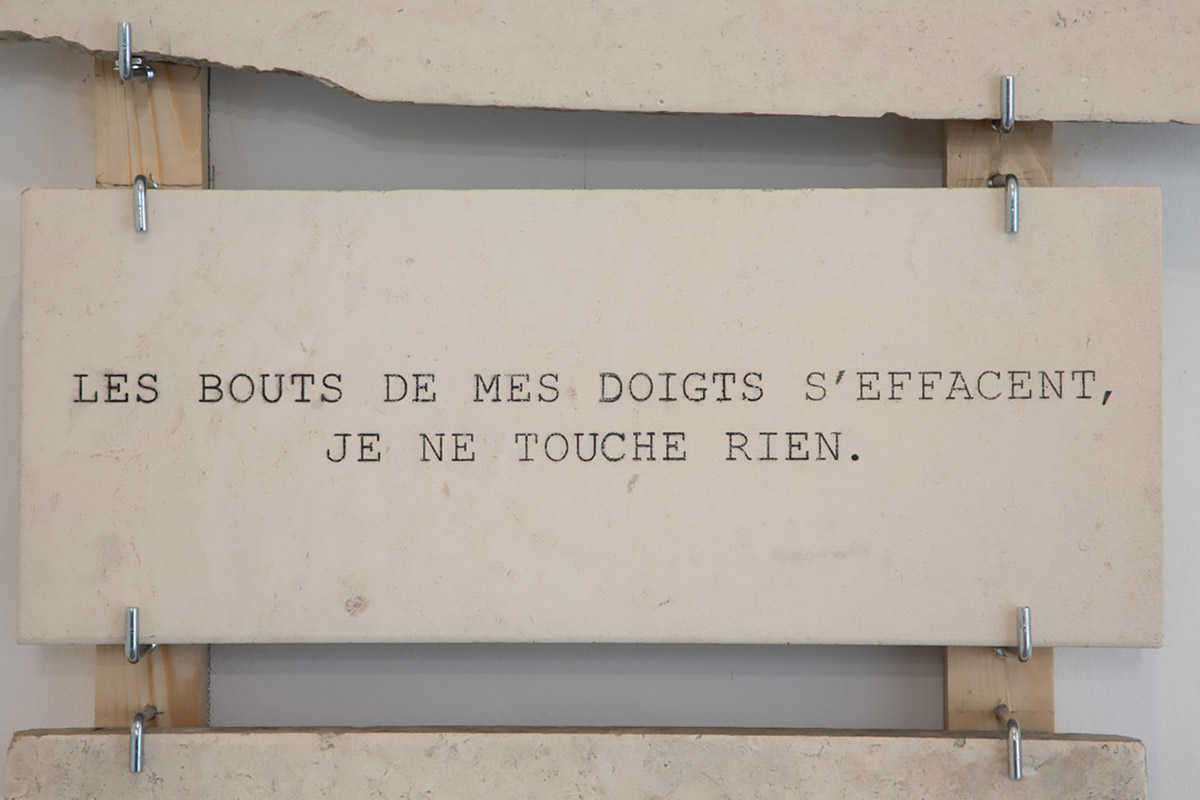 LES BOUTS DE MES DOIGTS S'EFFACENT,
JE NE TOUCHE RIEN.